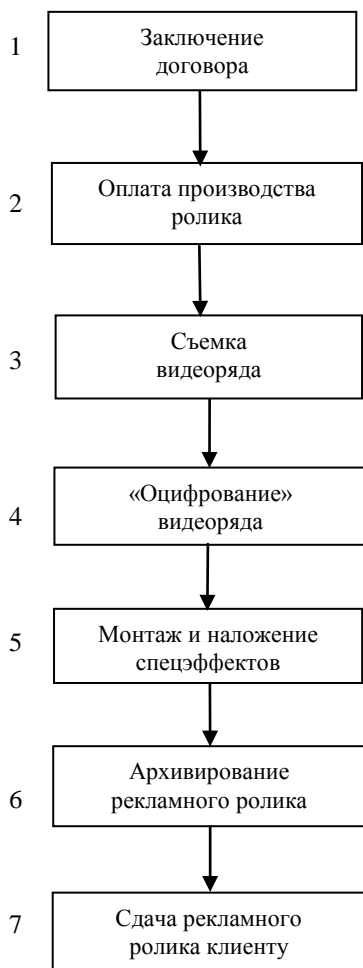 1
Заключение
договора
2
Оплата производства
ролика
3
Съемка
видеоряда
4
«Оцифрование»
видеоряда
5
Монтаж и наложение
спецэффектов
6
Архивирование
рекламного ролика
7
Сдача рекламного
ролика клиенту